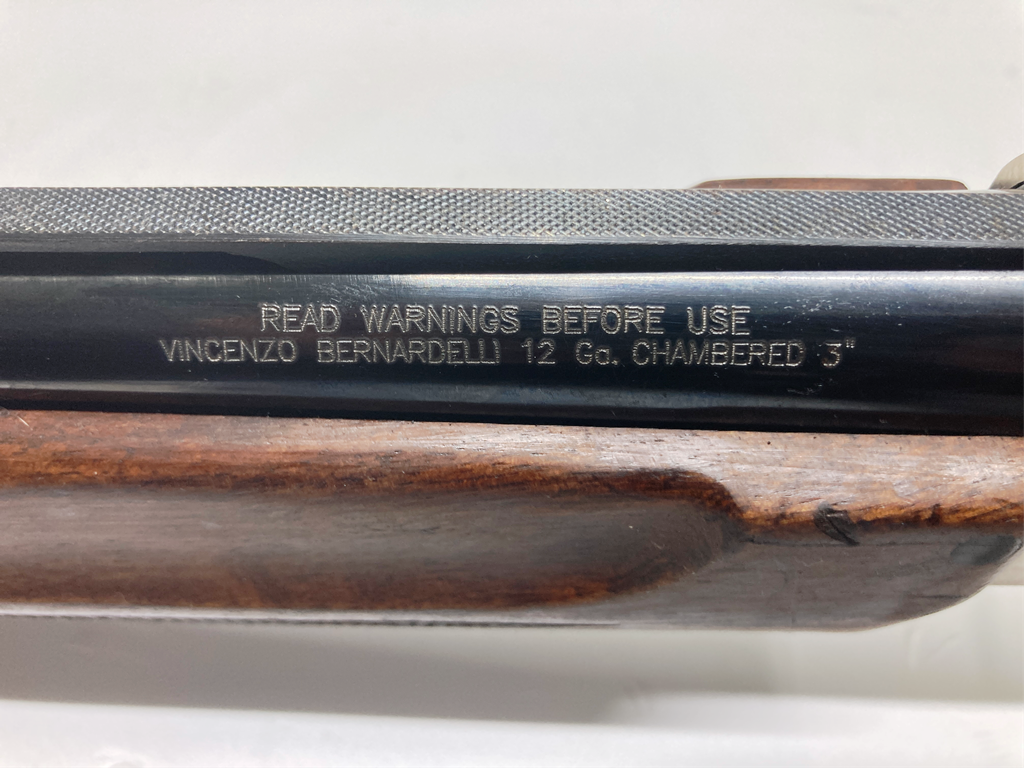 READ WARNINGS BEFORE USE
VINCENZO BERNARDELLI 12 Ga. CHAMBERED 3"